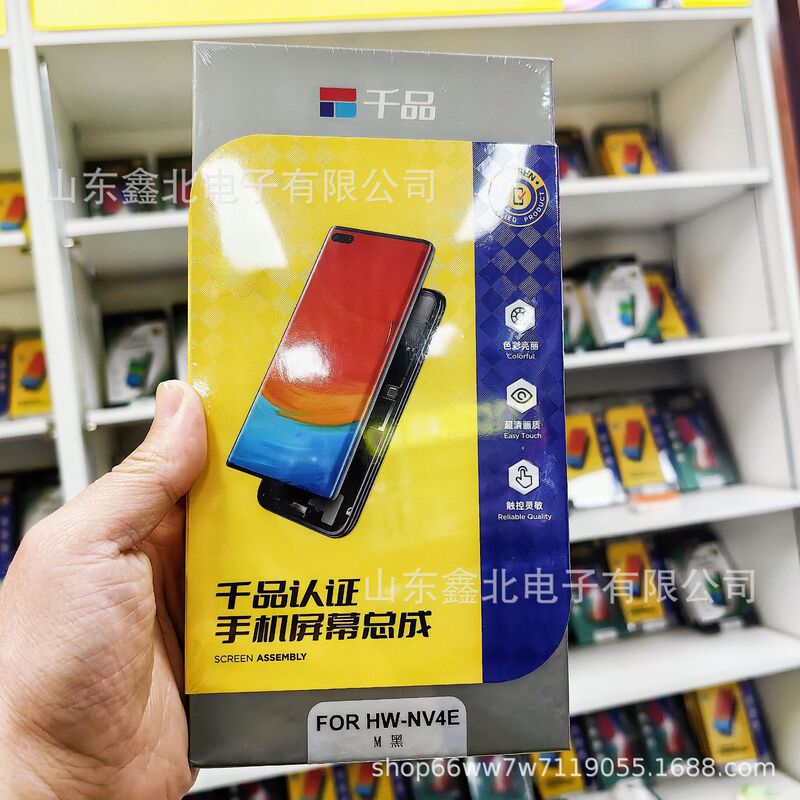 千品
山东鑫北电子有限公司
PRODUCT
色彩亮丽
Colorful
超清画质
Easy Touch
触控灵敏
Reliable Quality
千品认证
手机屏幕总成
SCREEN ASSEMBLY
山东鑫北电子有限公司
FOR HW-NV4E
M 黑
shop66ww7w7119055.1688.com